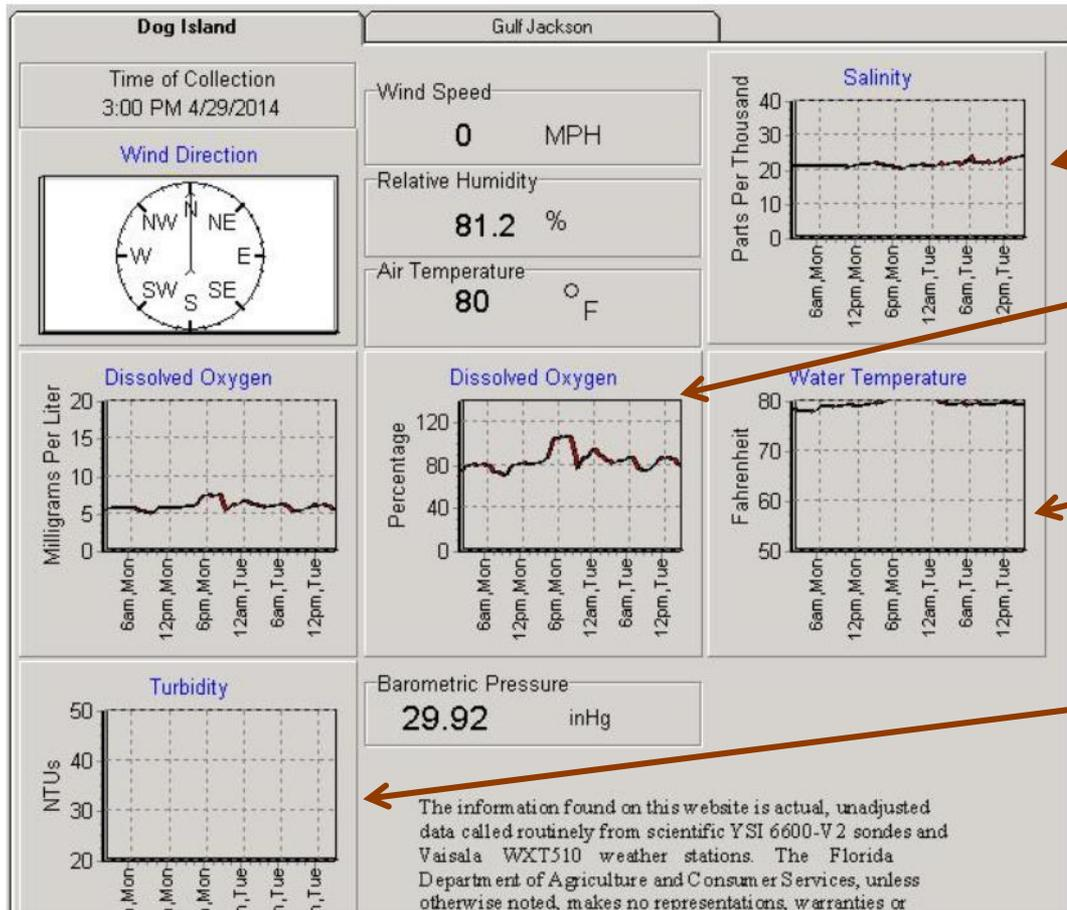 Dog Island
Gulf Jackson
Time of Collection
3:00 PM 4/29/2014
Wind Direction
N
NW NE
W E
SW SE
S
Wind Speed
0 MPH
Relative Humidity
81.2 %
Air Temperature
80 °F
Salinity
Parts Per Thousand
40
30
20
10
0
6am,Mon
12pm,Mon
6pm,Mon
12am,Tue
6am,Tue
2pm,Tue
Dissolved Oxygen
Milligrams Per Liter
20
15
10
5
0
6am,Mon
12pm,Mon
6pm,Mon
12am,Tue
6am,Tue
12pm,Tue
Dissolved Oxygen
Percentage
120
80
40
0
6am,Mon
12pm,Mon
6pm,Mon
12am,Tue
6am,Tue
12pm,Tue
Water Temperature
Fahrenheit
80
70
60
50
6am,Mon
12pm,Mon
6pm,Mon
12am,Tue
6am,Tue
12pm,Tue
Turbidity
NTUs
50
40
30
20
,Mon
,Mon
,Mon
,Tue
,Tue
,Tue
Barometric Pressure
29.92 inHg
The information found on this website is actual, unadjusted
data called routinely from scientific YSI 6600-V2 sondes and
Vaisala WXT510 weather stations. The Florida
Department of Agriculture and Consumer Services, unless
otherwise noted, makes no representations, warranties or